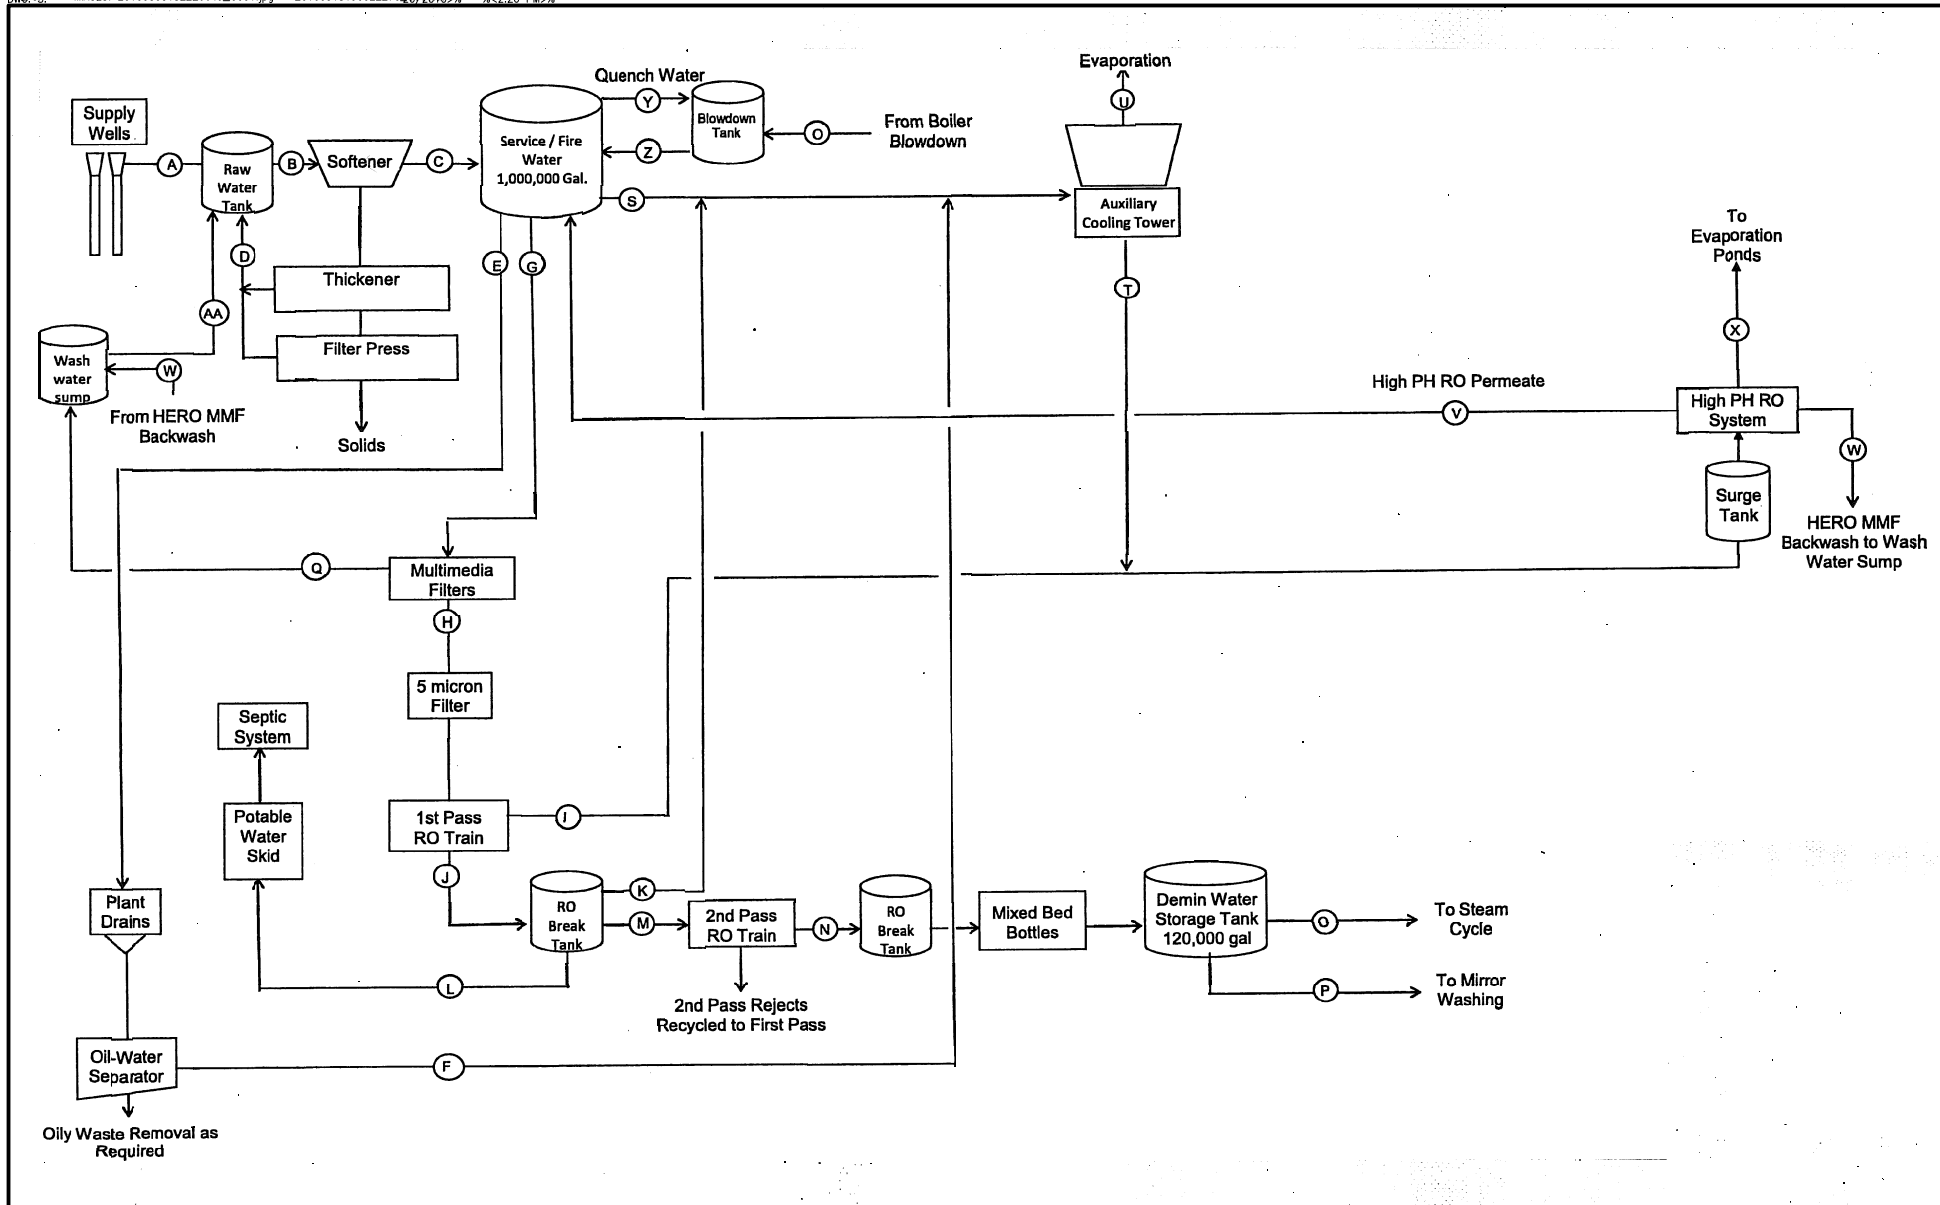 Evaporation
Quench Water
U
Supply
Wells
Y
Blowdown
Tank
O
From Boiler
Blowdown
A
Raw
Water
Tank
B
Softener
C
Service / Fire
Water
1,000,000 Gal.
Z
S
Auxiliary
Cooling Tower
To
Evaporation
Ponds
D
E
G
Thickener
T
AA
X
Filter Press
Wash
water
sump
W
From HERO MMF
Backwash
Solids
High PH RO Permeate
V
High PH RO
System
W
Surge
Tank
HERO MMF
Backwash to Wash
Water Sump
Q
Multimedia
Filters
H
5 micron
Filter
Septic
System
Potable
Water
Skid
1st Pass
RO Train
I
J
Plant
Drains
RO
Break
Tank
K
M
2nd Pass
RO Train
N
RO
Break
Tank
Mixed Bed
Bottles
Demin Water
Storage Tank
120,000 gal
O
To Steam
Cycle
L
P
To Mirror
Washing
2nd Pass Rejects
Recycled to First Pass
Oil-Water
Separator
F
Oily Waste Removal as
Required